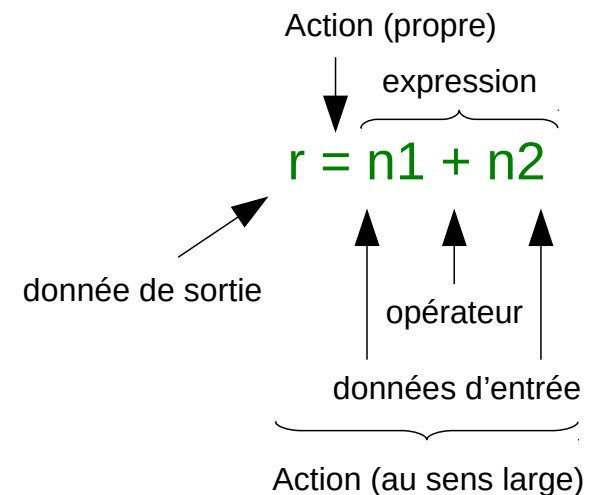 Action (propre)
expression
r = n1 + n2
donnée de sortie
opérateur
données d’entrée
Action (au sens large)